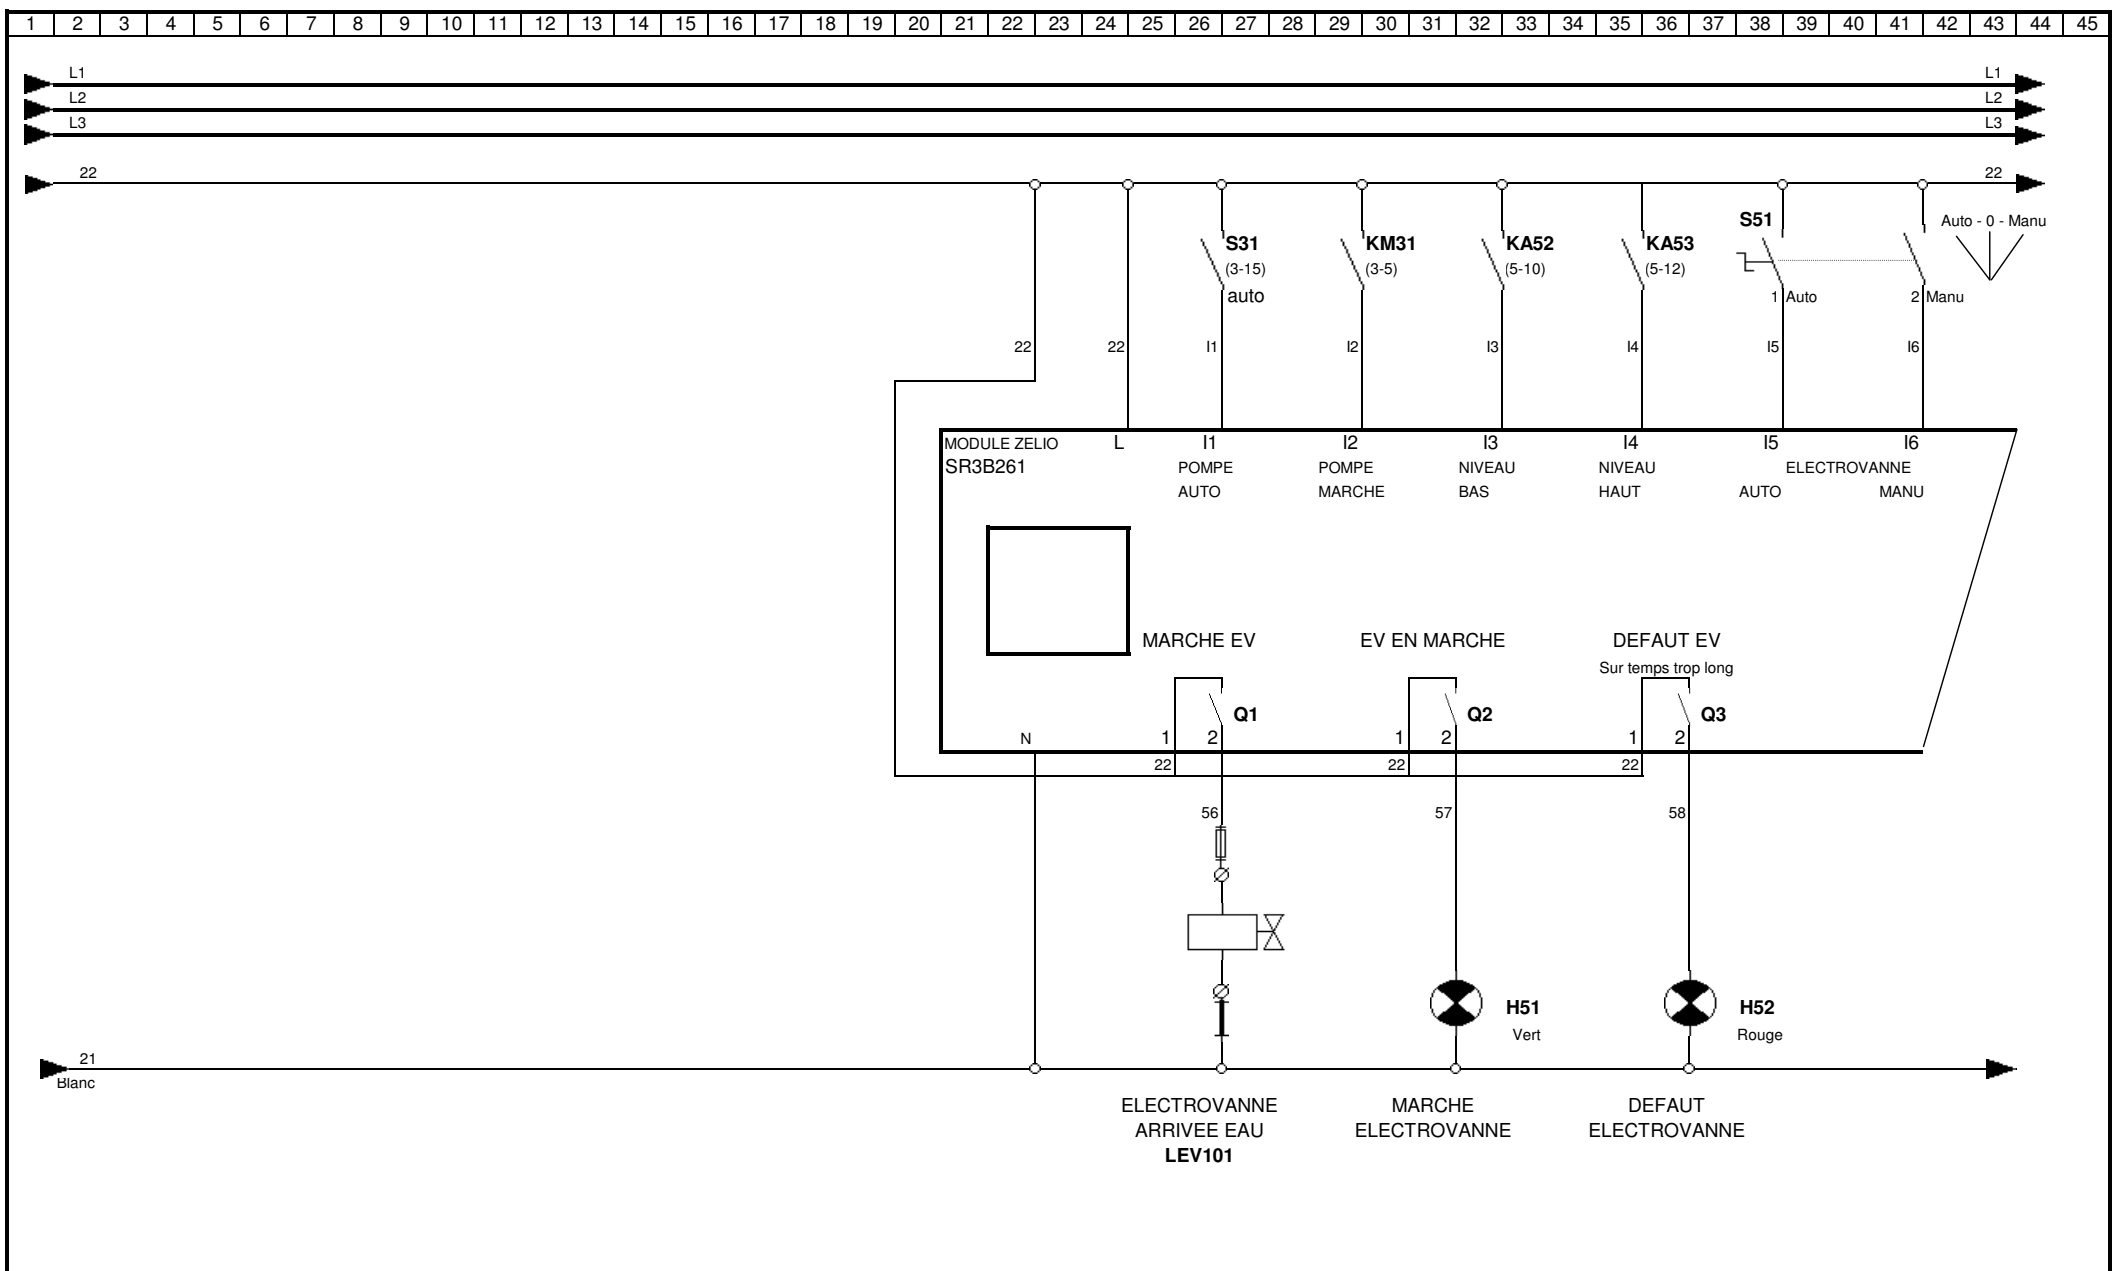 1 2 3 4 5 6 7 8 9 10 11 12 13 14 15 16 17 18 19 20 21 22 23 24 25 26 27 28 29 30 31 32 33 34 35 36 37 38 39 40 41 42 43 44 45
L1 L1
L2 L2
L3 L3
22 22
S31
(3-15)
auto
KM31
(3-5)
KA52
(5-10)
KA53
(5-12)
S51
1 Auto
2 Manu
Auto - 0 - Manu
22 22 I1 I2 I3 I4 I5 I6
MODULE ZELIO
SR3B261
L I1 I2 I3 I4 I5 I6
POMPE
AUTO
POMPE
MARCHE
NIVEAU
BAS
NIVEAU
HAUT
ELECTROVANNE
AUTO MANU
MARCHE EV
EV EN MARCHE
DEFAUT EV
Sur temps trop long
Q1 Q2 Q3
N 1 2 1 2 1 2
22 22 22
56 57 58
H51
Vert
H52
Rouge
21
Blanc
ELECTROVANNE
ARRIVEE EAU
LEV101
MARCHE
ELECTROVANNE
DEFAUT
ELECTROVANNE